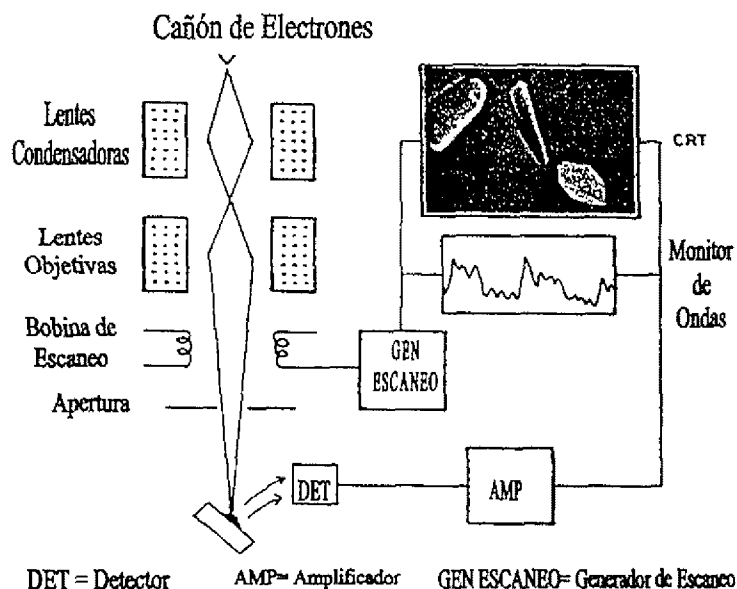 Cañón de Electrones
Lentes
Condensadoras
CRT
Lentes
Objetivas
Monitor
de
Ondas
Bobina de
Escaneo
GEN
ESCANEO
Apertura
DET
AMP
DET = Detector
AMP= Amplificador
GEN ESCANEO= Generador de Escaneo